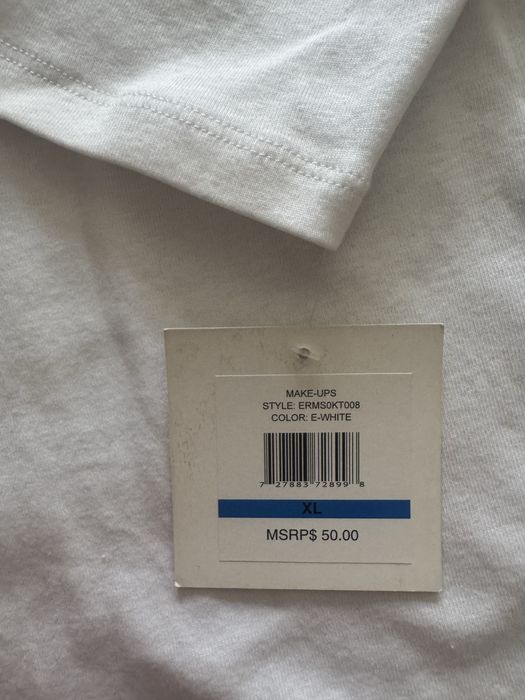 MAKE-UPS
STYLE: ERMS0KT008
COLOR: E-WHITE
7 27883 72899 8
XL
MSRP$ 50.00